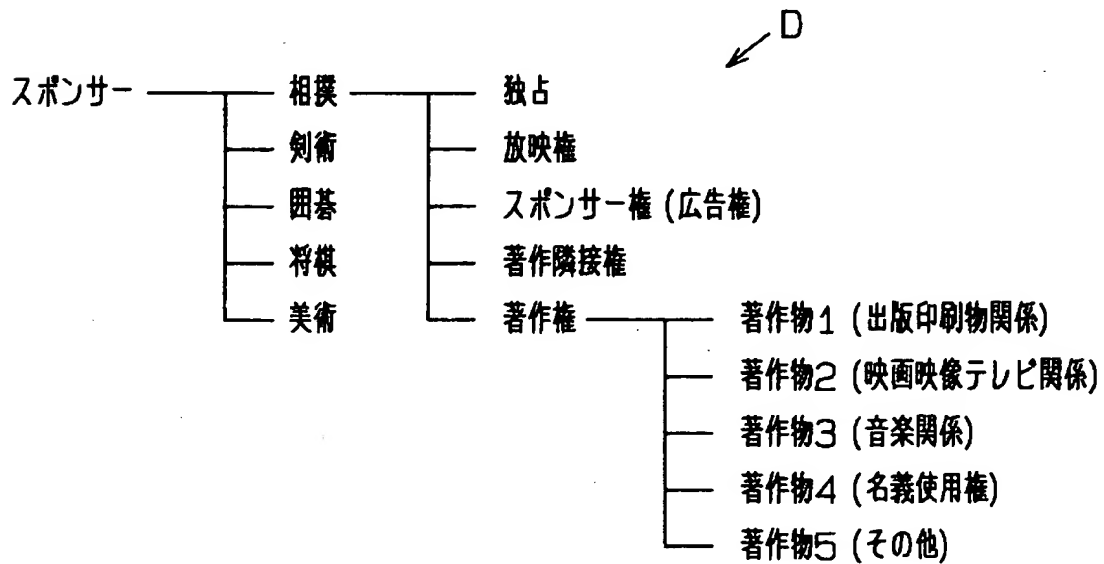 D
スポンサー 相撲 独占
剣術 放映権
囲碁 スポンサー権 (広告権)
将棋 著作隣接権
美術 著作権 著作物1 (出版印刷物関係)
著作物2 (映画映像テレビ関係)
著作物3 (音楽関係)
著作物4 (名義使用権)
著作物5 (その他)